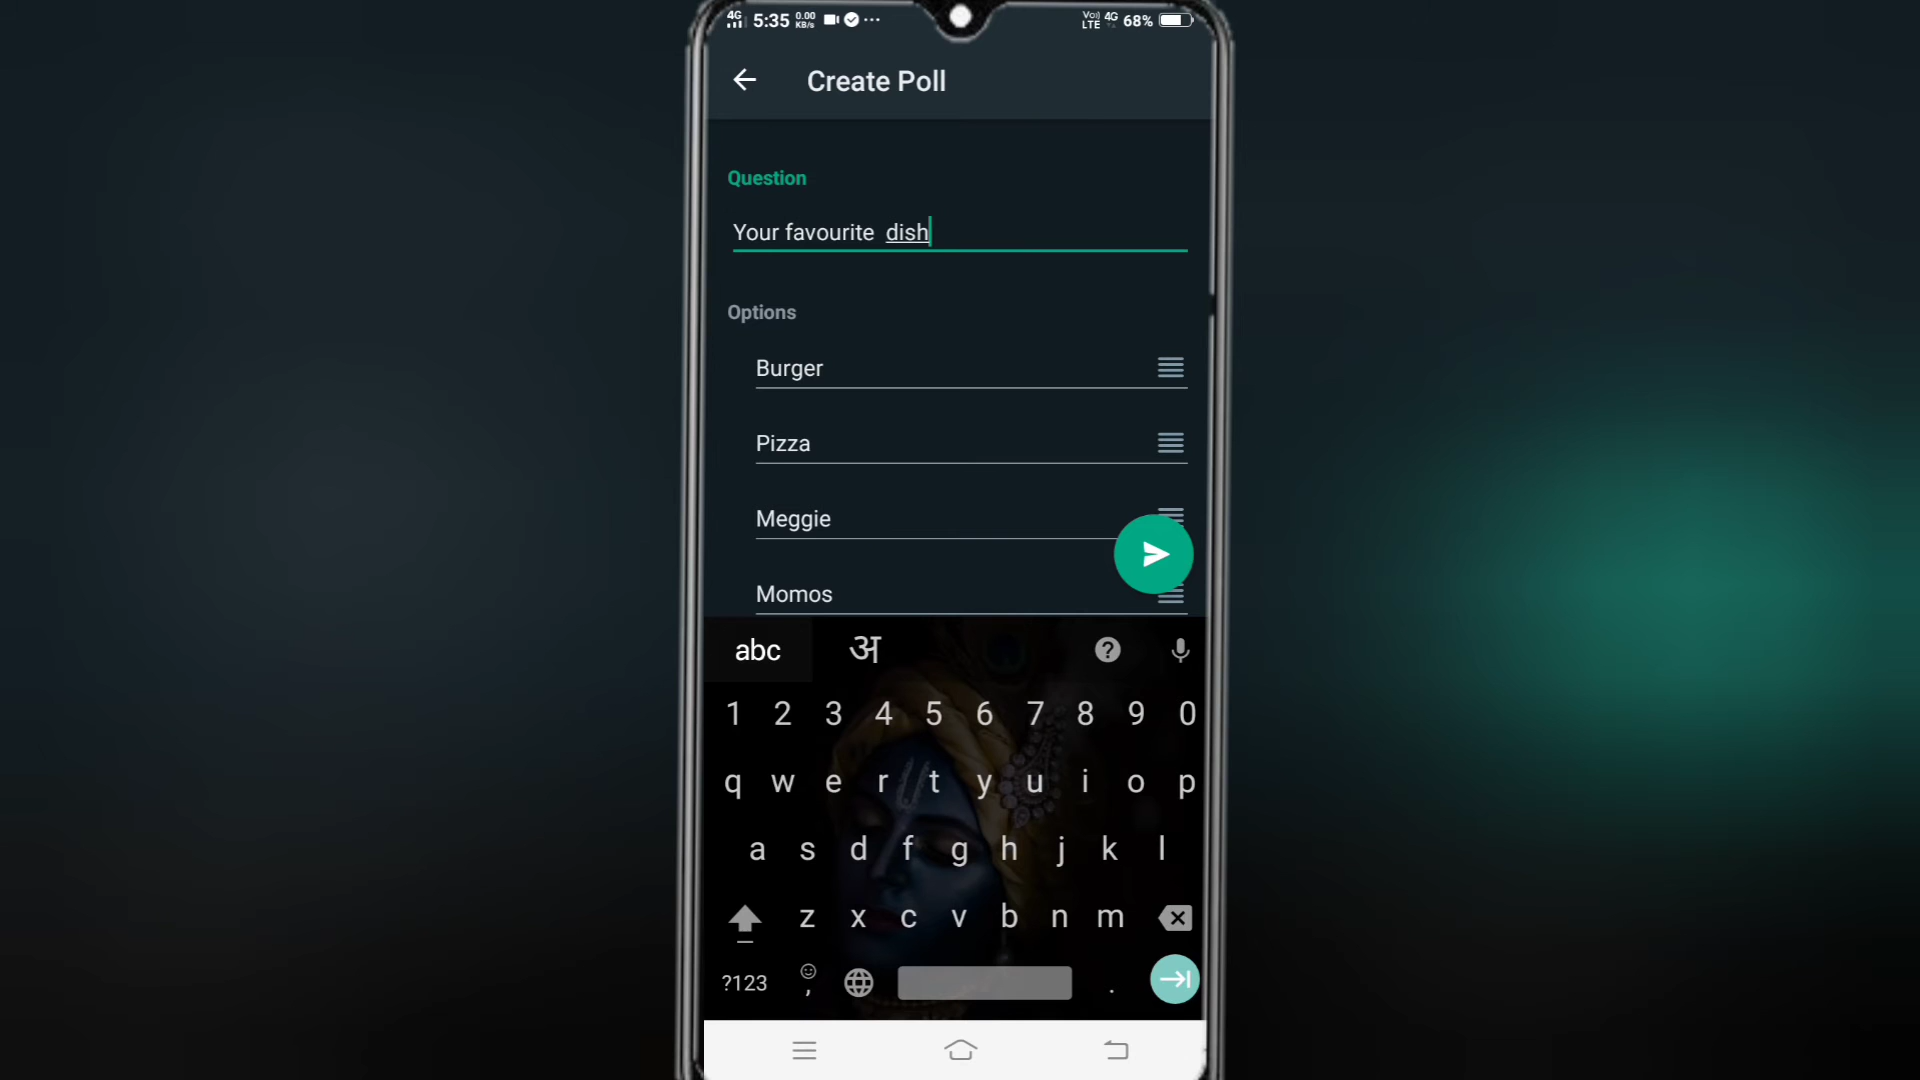 4G 5:35 0.00 KB/s ... Vo) LTE 4G 68%
Create Poll
Question
Your favourite  dish
Options
Burger
Pizza
Meggie
Momos
abc अ
1 2 3 4 5 6 7 8 9 0
q w e r t y u i o p
a s d f g h j k l
z x c v b n m
?123 , .